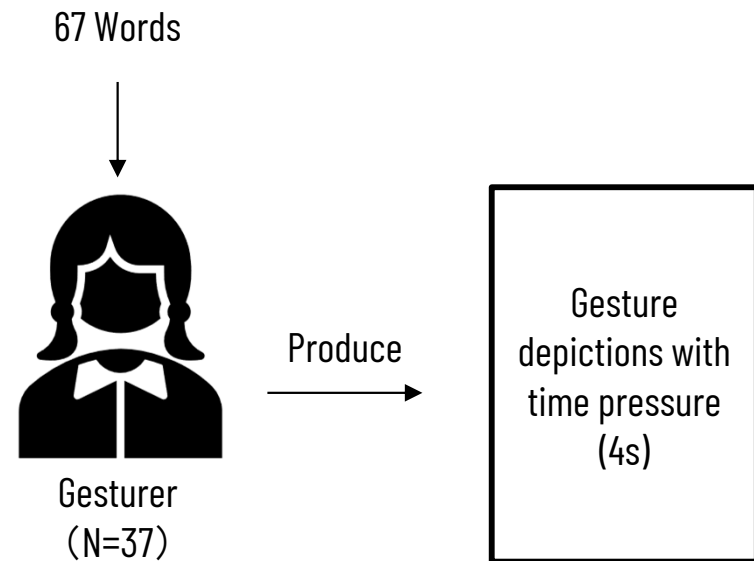 67 Words
Produce
Gesturer
（N=37）
Gesture
depictions with
time pressure
(4s)